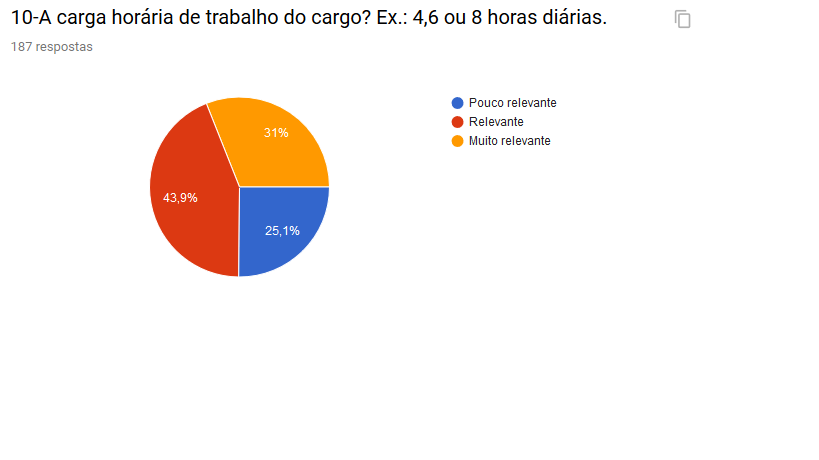 10-A carga horária de trabalho do cargo? Ex.: 4,6 ou 8 horas diárias.
187 respostas
Pouco relevante
Relevante
Muito relevante
31%
43,9%
25,1%